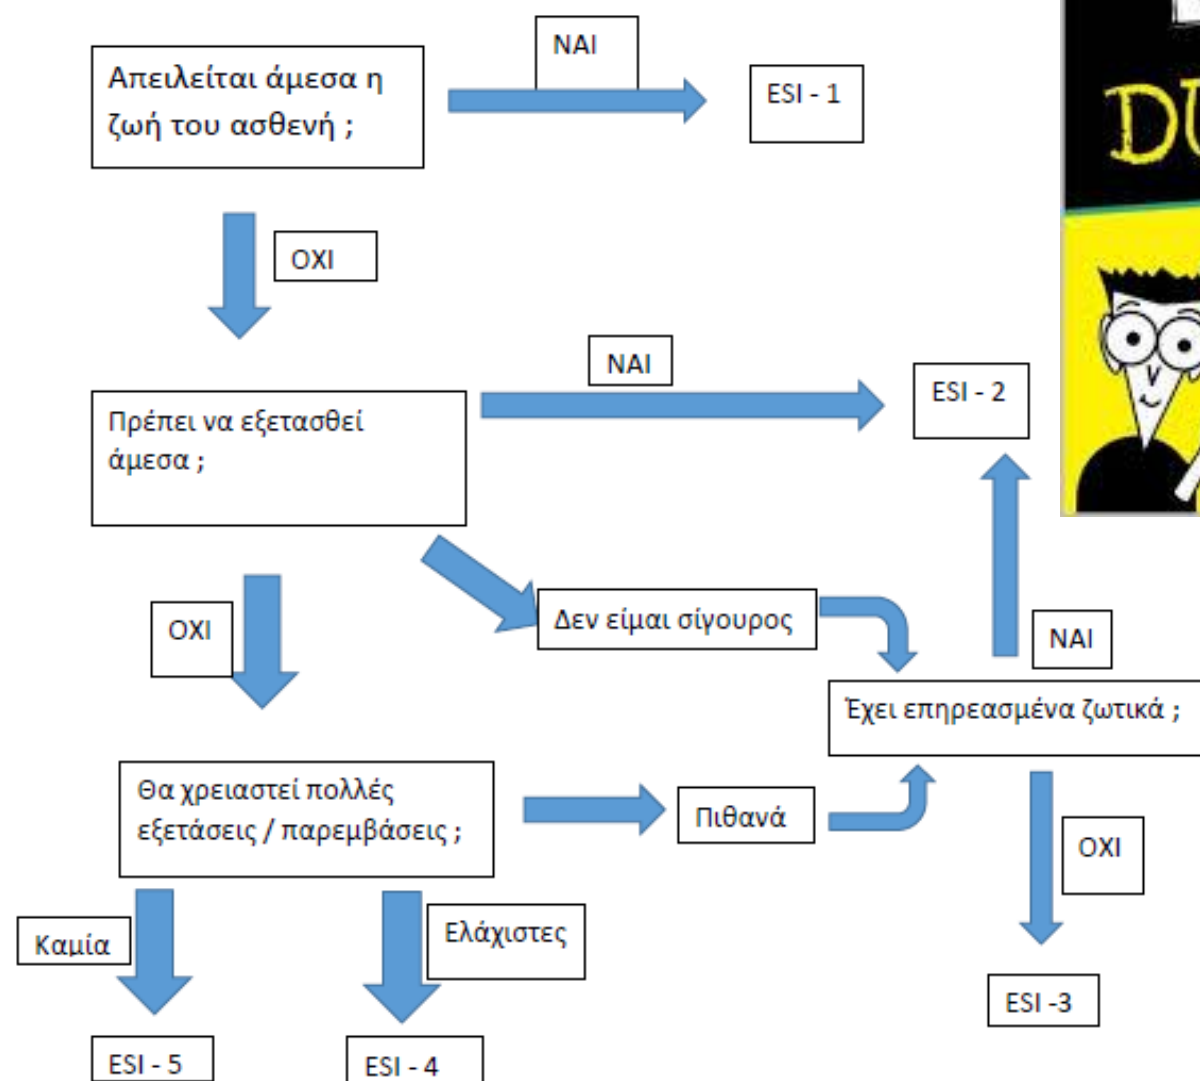 Απειλείται άμεσα η
ζωή του ασθενή ;
ΝΑΙ
ESI - 1
ΟΧΙ
Πρέπει να εξετασθεί
άμεσα ;
ΝΑΙ
ESI - 2
Δεν είμαι σίγουρος
ΟΧΙ
ΝΑΙ
Έχει επηρεασμένα ζωτικά ;
Θα χρειαστεί πολλές
εξετάσεις / παρεμβάσεις ;
Πιθανά
ΟΧΙ
Καμία
Ελάχιστες
ESI -3
ESI - 5
ESI - 4